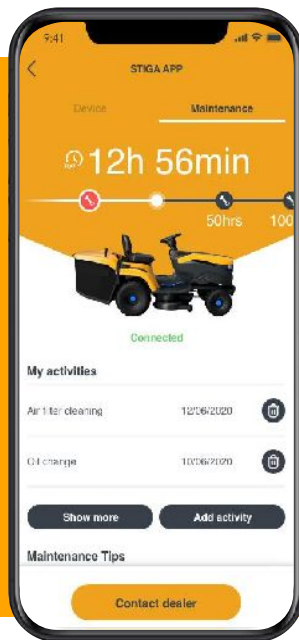 9:41
STIGA APP
Device Maintenance
12h 56min
50hrs 100
Connected
My activities
Air filter cleaning 12/06/2020
Oil change 10/06/2020
Show more Add activity
Maintenance Tips
Contact dealer